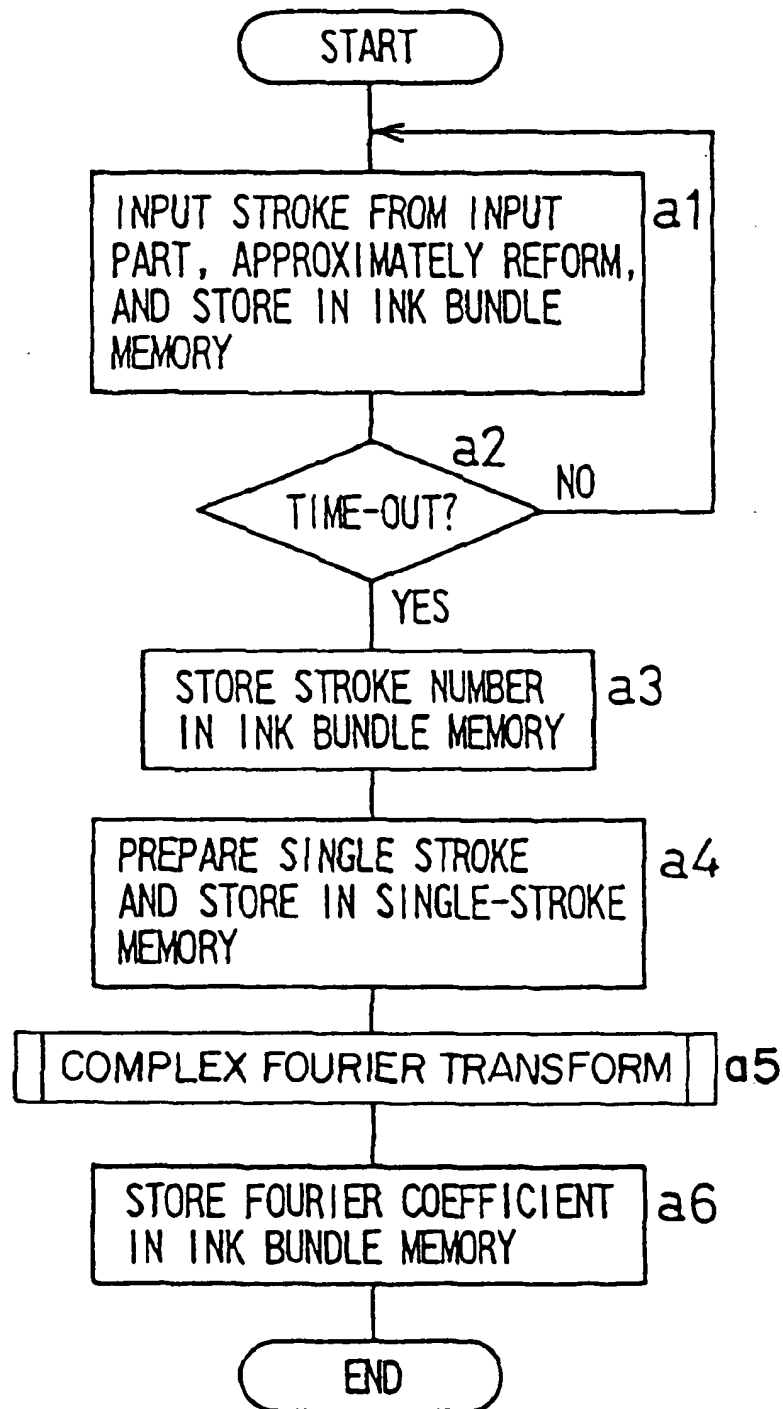 START
INPUT STROKE FROM INPUT
PART, APPROXIMATELY REFORM,
AND STORE IN INK BUNDLE
MEMORY
a1
a2
TIME-OUT?
NO
YES
STORE STROKE NUMBER
IN INK BUNDLE MEMORY
a3
PREPARE SINGLE STROKE
AND STORE IN SINGLE-STROKE
MEMORY
a4
COMPLEX FOURIER TRANSFORM
a5
STORE FOURIER COEFFICIENT
IN INK BUNDLE MEMORY
a6
END